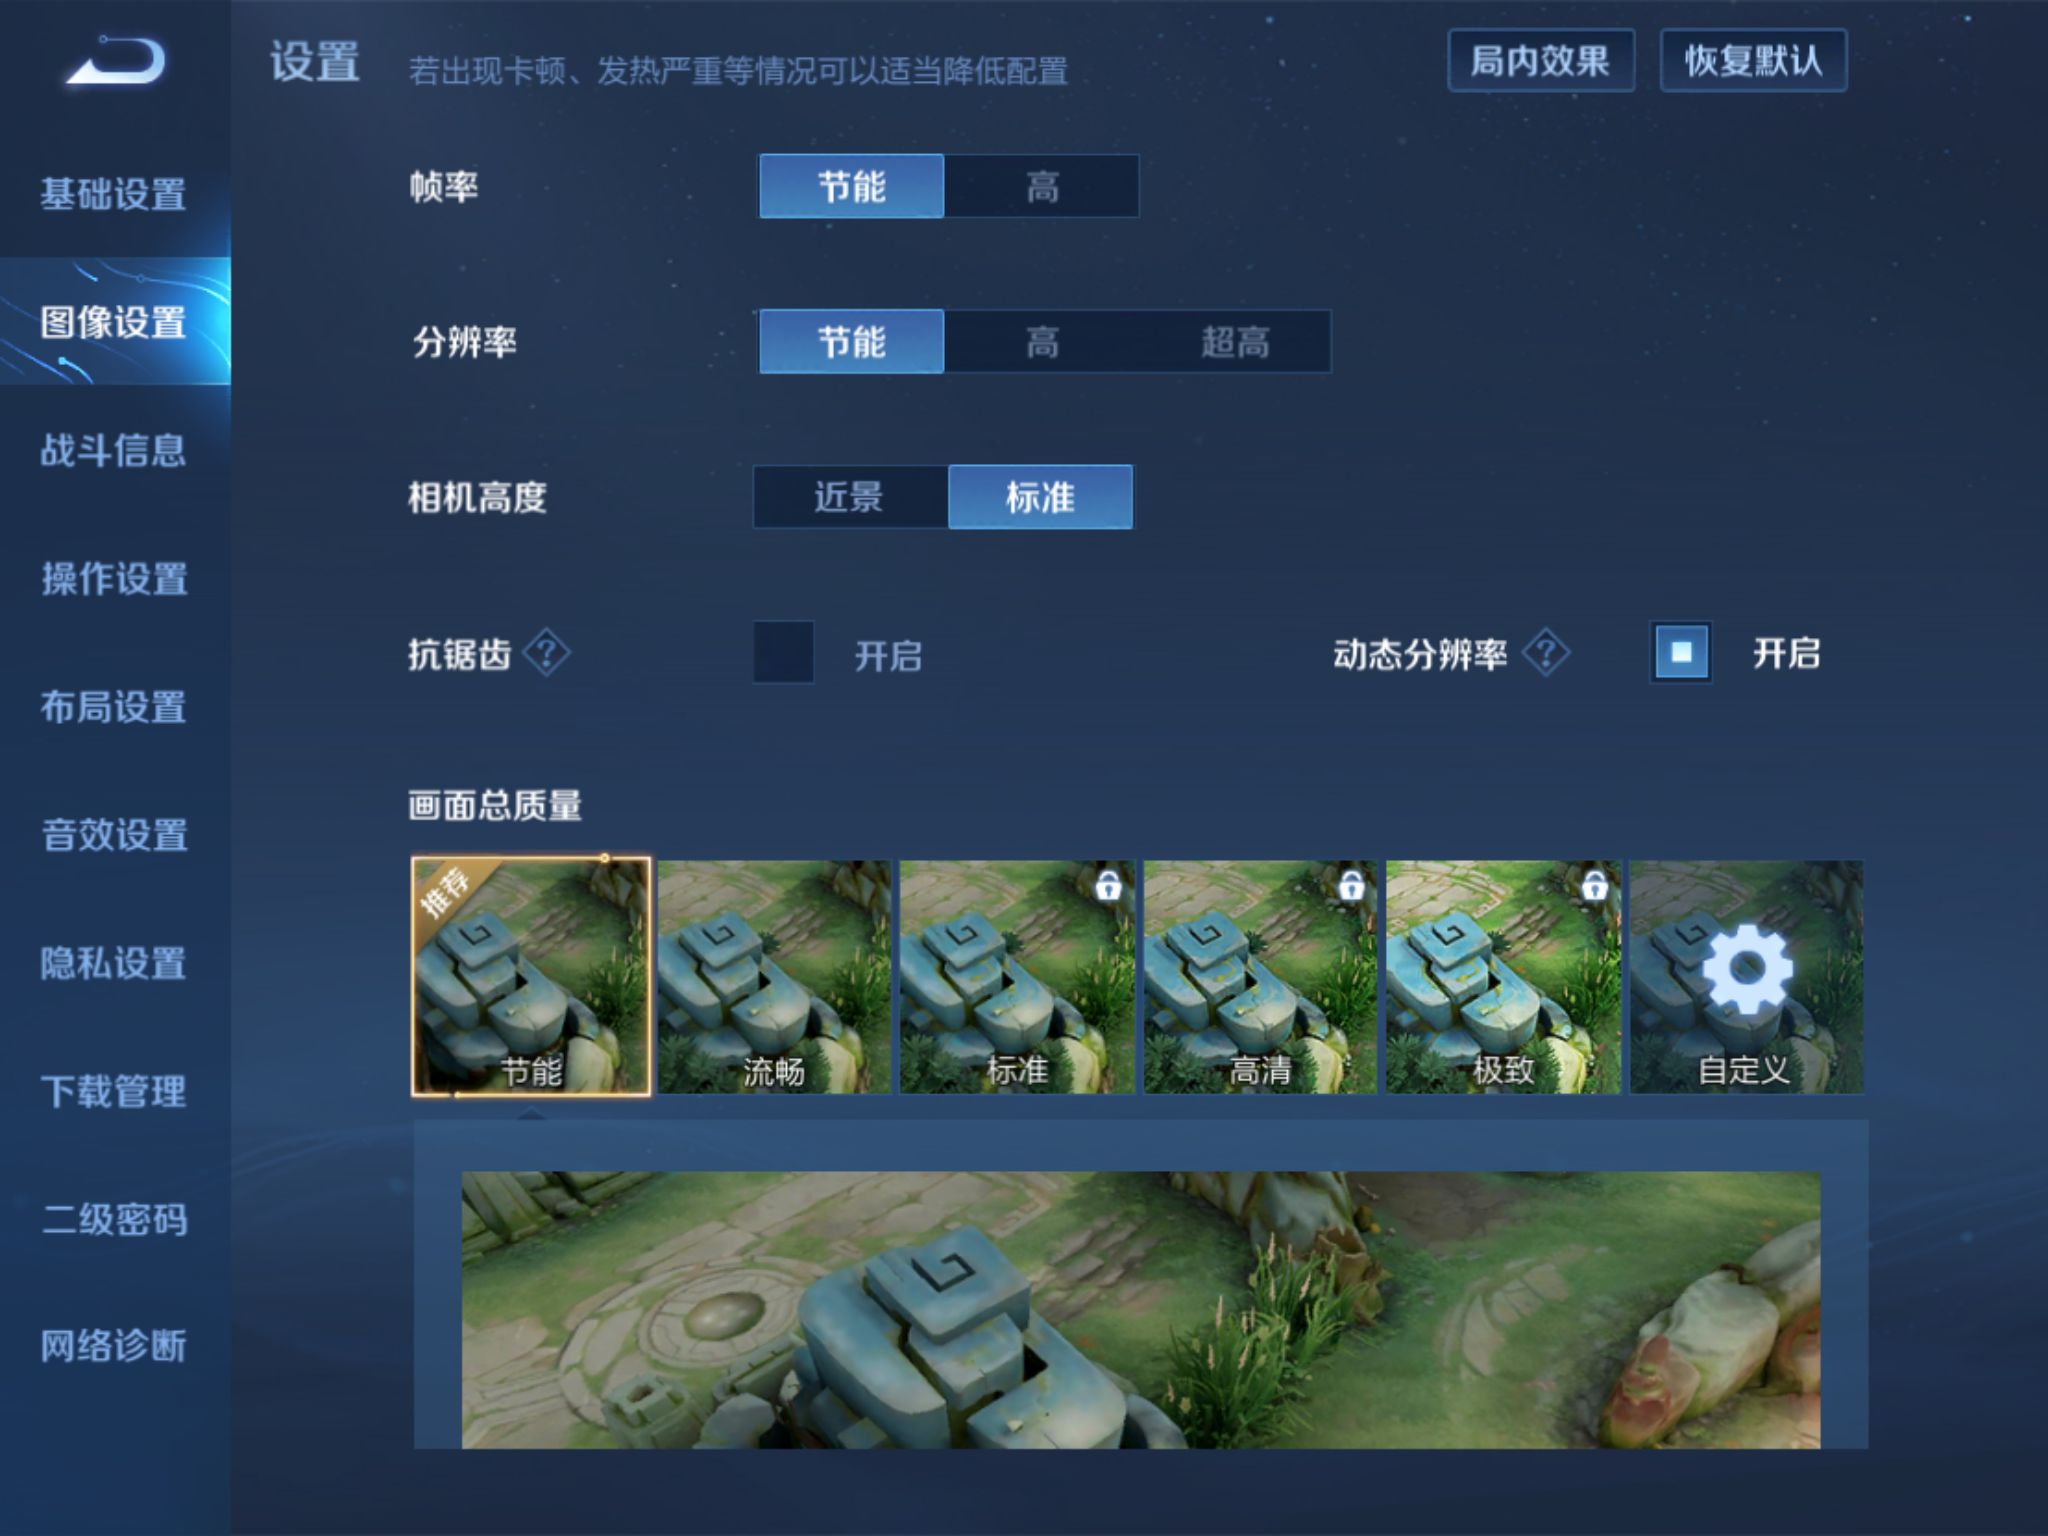 设置
若出现卡顿、发热严重等情况可以适当降低配置
局内效果
恢复默认
基础设置
图像设置
战斗信息
操作设置
布局设置
音效设置
隐私设置
下载管理
二级密码
网络诊断
帧率
节能
高
分辨率
节能
高
超高
相机高度
近景
标准
抗锯齿 ?
开启
动态分辨率 ?
开启
画面总质量
推荐
节能
流畅
标准
高清
极致
自定义